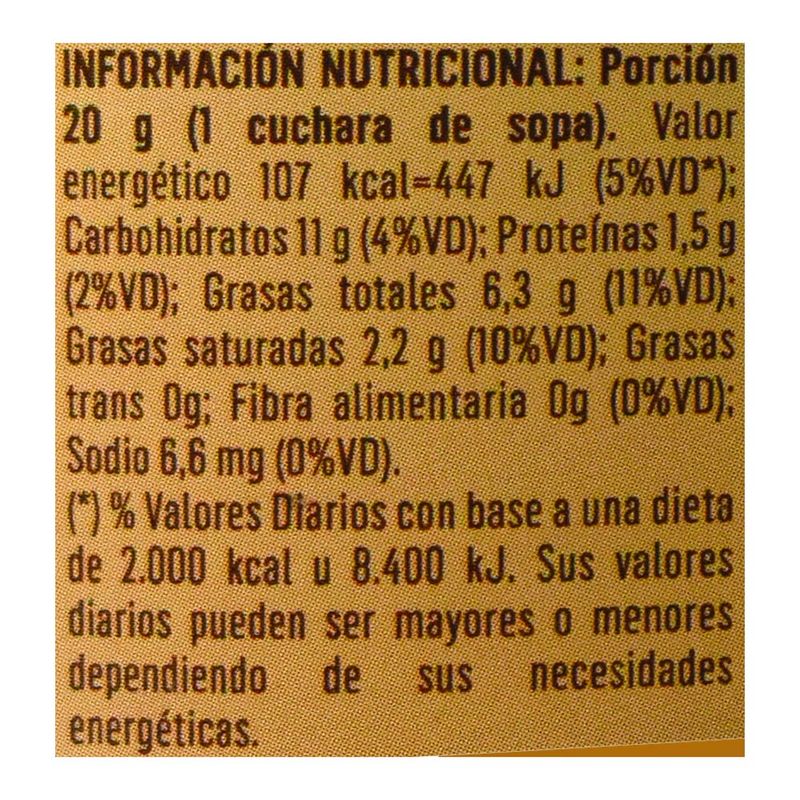 INFORMACIÓN NUTRICIONAL: Porción
20 g (1 cuchara de sopa). Valor
energético 107 kcal=447 kJ (5%VD*);
Carbohidratos 11 g (4%VD); Proteínas 1,5 g
(2%VD); Grasas totales 6,3 g (11%VD);
Grasas saturadas 2,2 g (10%VD); Grasas
trans 0g; Fibra alimentaria 0g (0%VD);
Sodio 6,6 mg (0%VD).
(*) % Valores Diarios con base a una dieta
de 2.000 kcal u 8.400 kJ. Sus valores
diarios pueden ser mayores o menores
dependiendo de sus necesidades
energéticas.